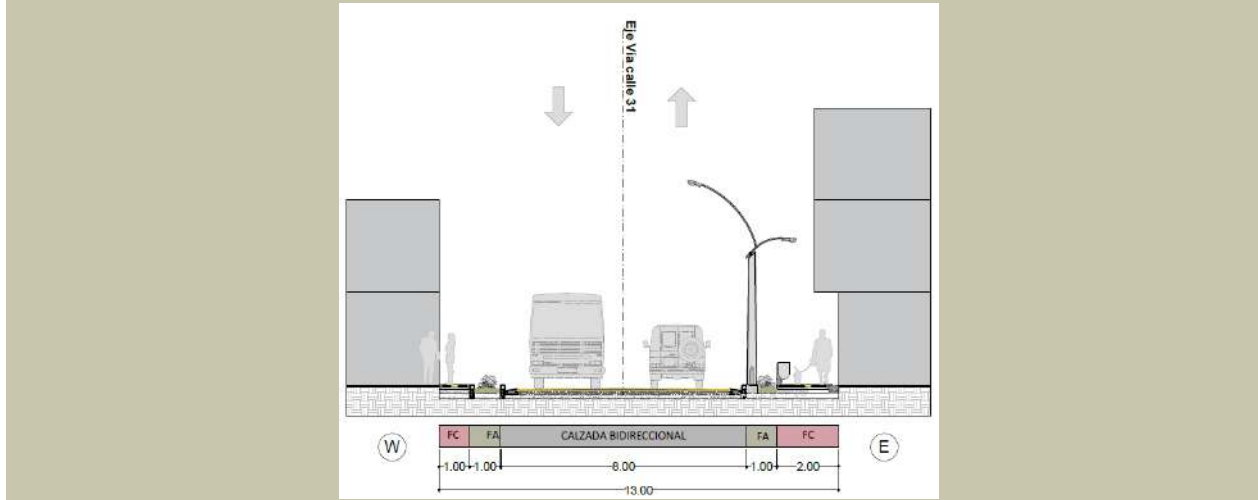 Eje Vía calle 31
W
FC FA CALZADA BIDIRECCIONAL FA FC
E
1.00 1.00 8.00 1.00 2.00
13.00